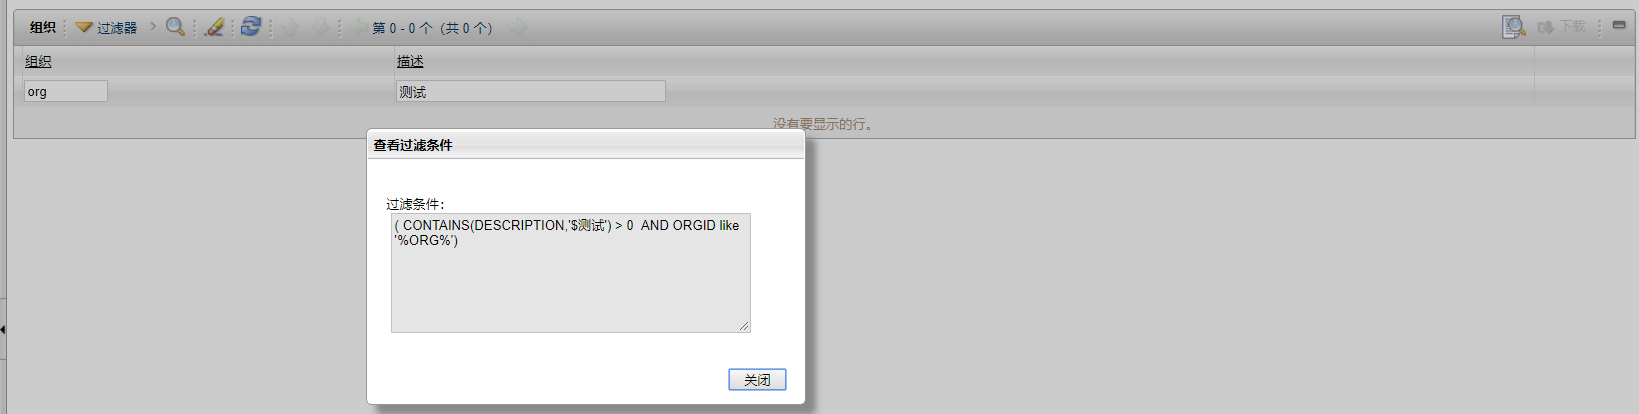 组织 过滤器 第 0 - 0 个（共 0 个） 下载
组织 描述
org 测试
没有要显示的行。
查看过滤条件
过滤条件：
( CONTAINS(DESCRIPTION,'$测试') > 0  AND ORGID like
'%ORG%')
关闭